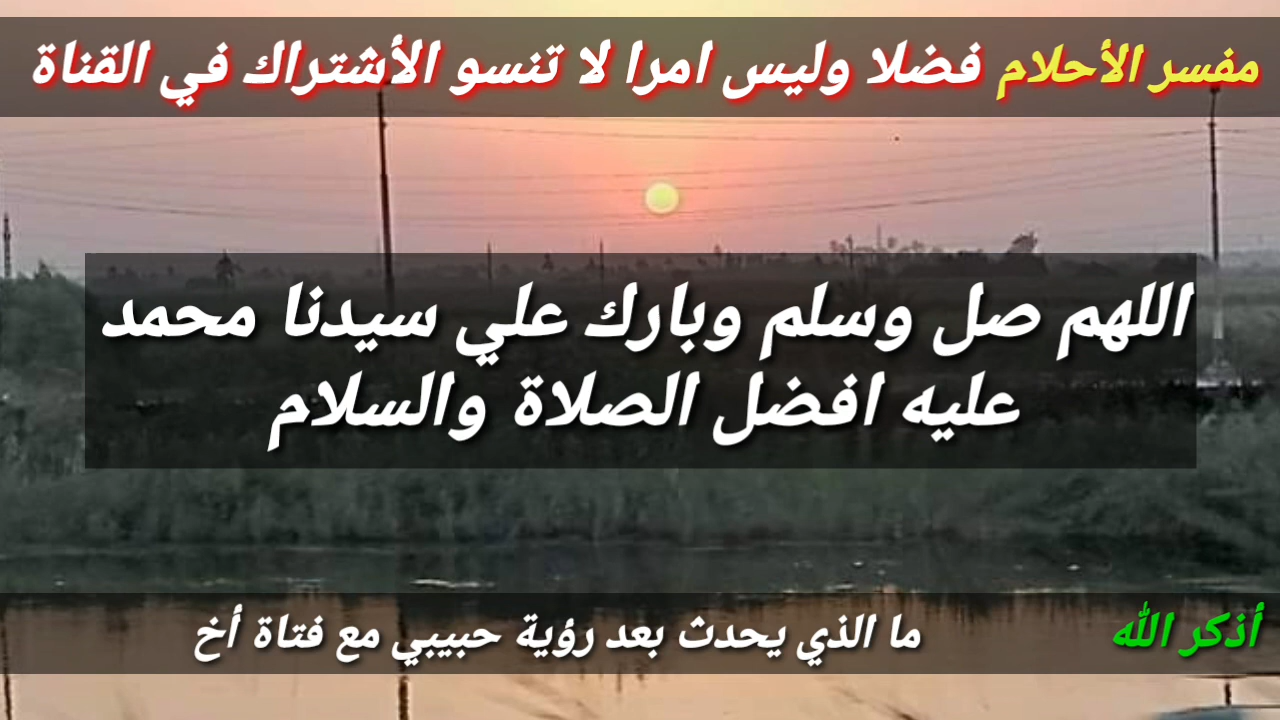 مفسر الأحلام فضلا وليس امرا لا تنسو الأشتراك في القناة
اللهم صل وسلم وبارك علي سيدنا محمد
عليه افضل الصلاة والسلام
أذكر الله ما الذي يحدث بعد رؤية حبيبي مع فتاة أخ